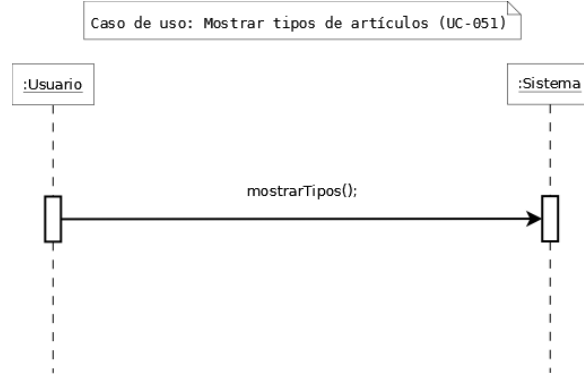 Caso de uso: Mostrar tipos de artículos (UC-051)
:Usuario
:Sistema
mostrarTipos();